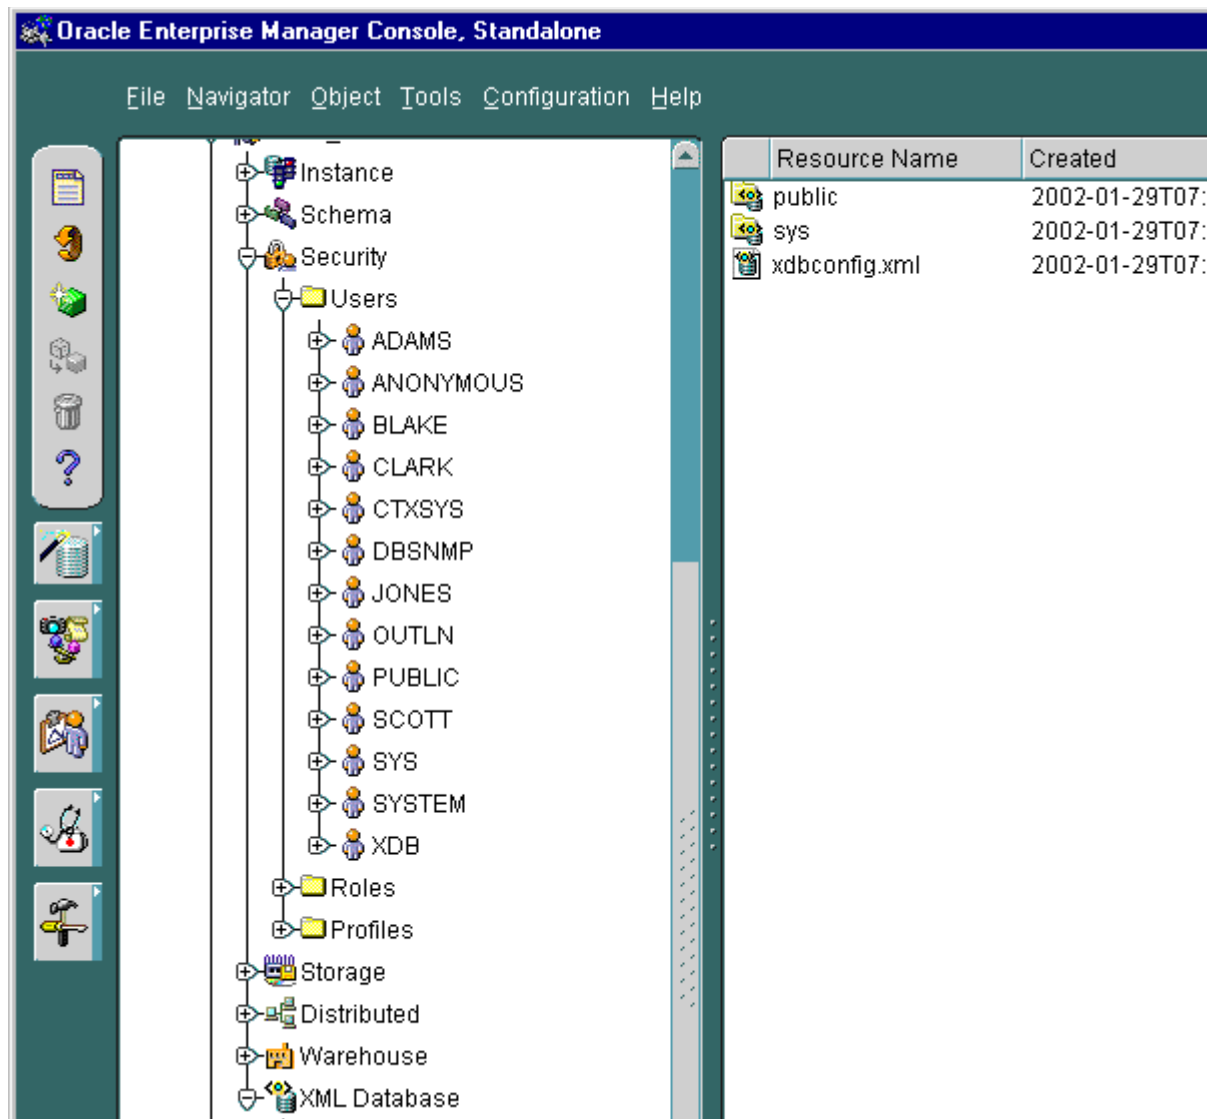 Oracle Enterprise Manager Console, Standalone
File Navigator Object Tools Configuration Help
Instance
Schema
Security
Users
ADAMS
ANONYMOUS
BLAKE
CLARK
CTXSYS
DBSNMP
JONES
OUTLN
PUBLIC
SCOTT
SYS
SYSTEM
XDB
Roles
Profiles
Storage
Distributed
Warehouse
XML Database
Resource Name Created
public 2002-01-29T07:
sys 2002-01-29T07:
xdbconfig.xml 2002-01-29T07: